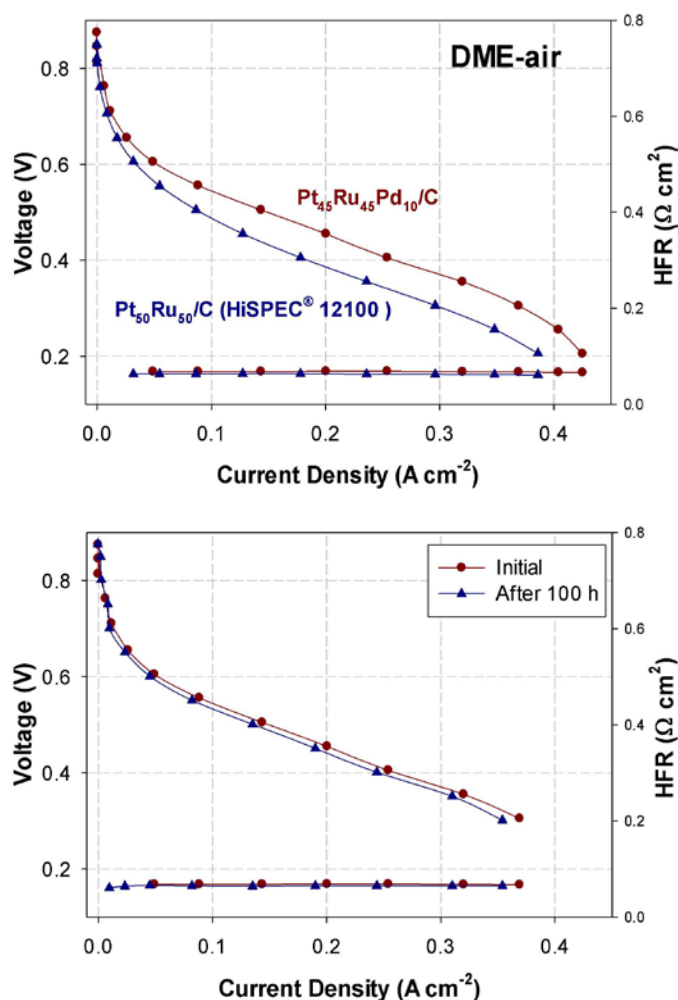 DME-air
0.8
0.6
0.4
0.2
Voltage (V)
0.8
0.6
0.4
0.2
0.0
HFR (Ω cm²)
Pt₄₅Ru₄₅Pd₁₀/C
Pt₅₀Ru₅₀/C (HiSPEC® 12100 )
0.0 0.1 0.2 0.3 0.4
Current Density (A cm⁻²)
Initial
After 100 h
0.8
0.6
0.4
0.2
Voltage (V)
0.8
0.6
0.4
0.2
0.0
HFR (Ω cm²)
0.0 0.1 0.2 0.3 0.4
Current Density (A cm⁻²)